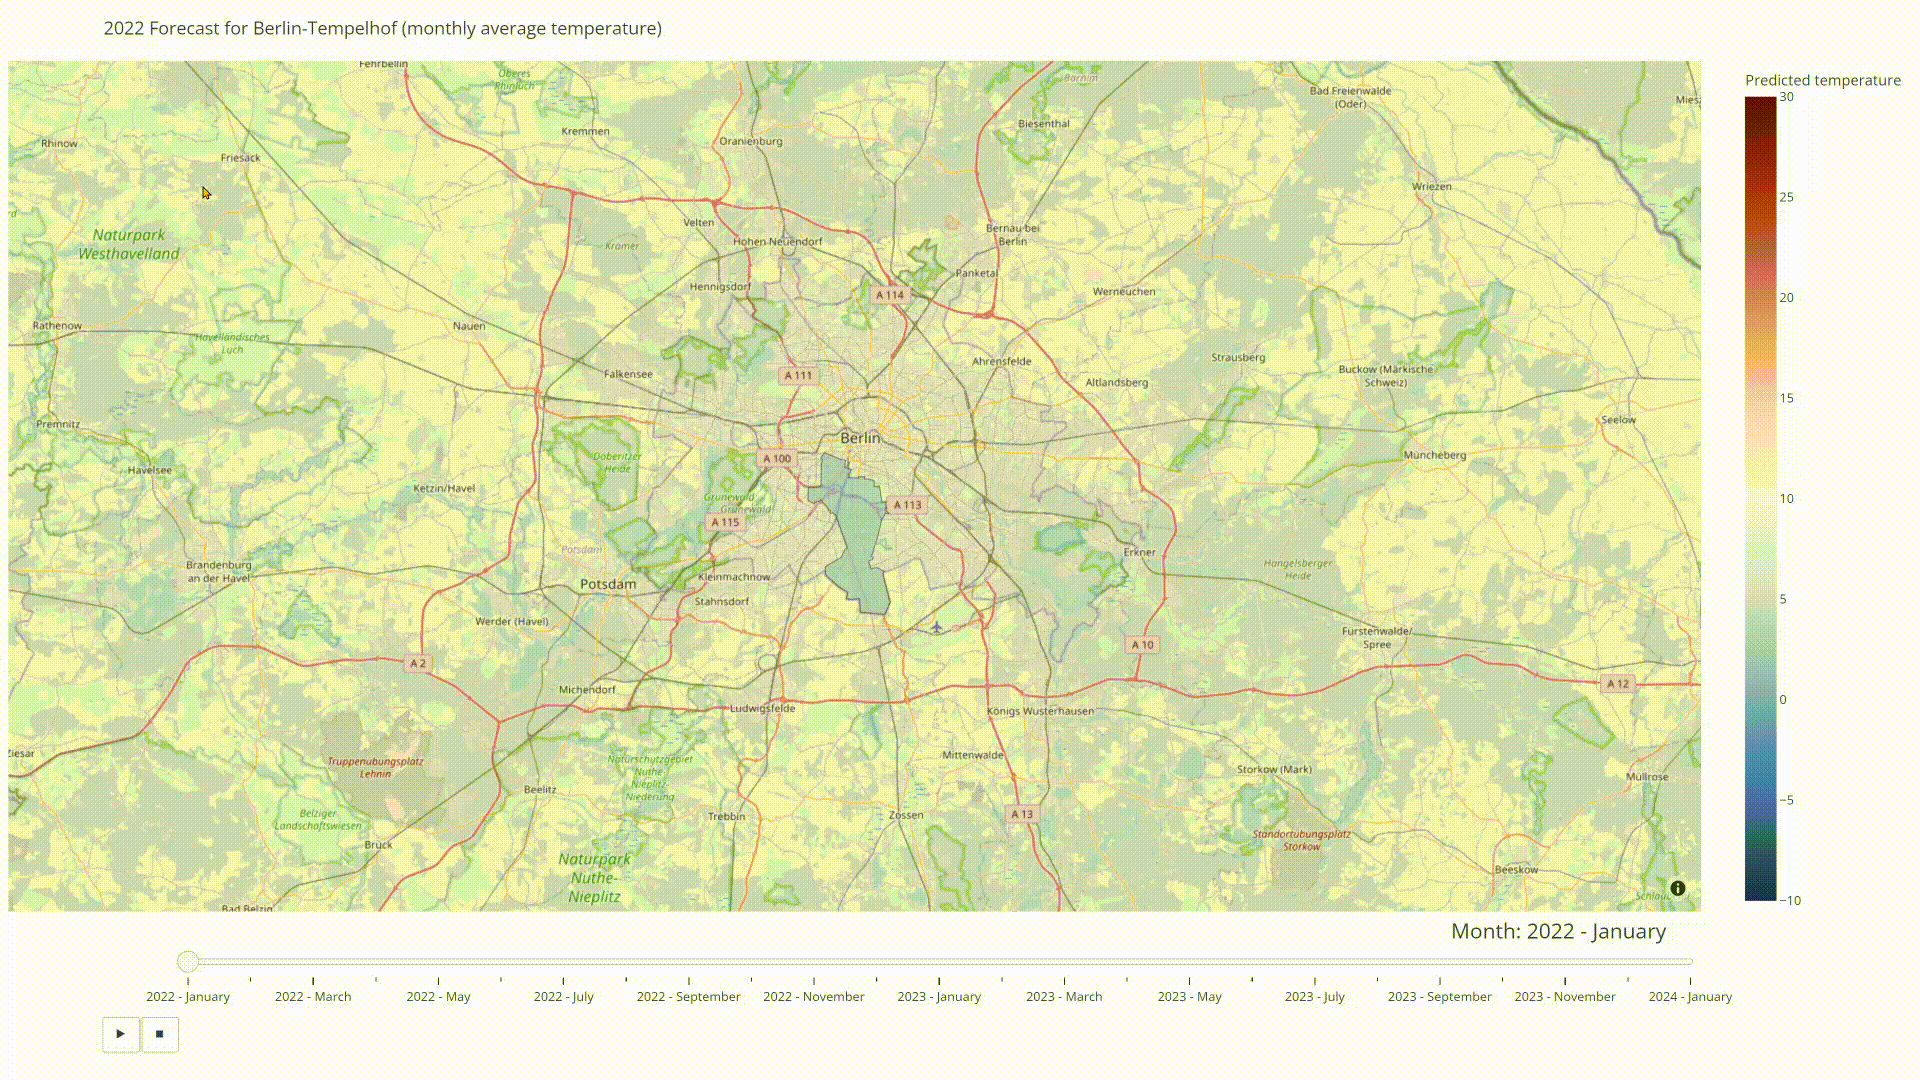 2022 Forecast for Berlin-Tempelhof (monthly average temperature)
Fehrbellin
Oberes
Rhinluch
Barnim
Bad Freienwalde
(Oder)
Rhinow
Friesack
Kremmen
Oranienburg
Biesenthal
Wriezen
Naturpark
Westhavelland
Velten
Krämer
Hohen Neuendorf
Bernau bei
Berlin
Hennigsdorf
A 114
Panketal
Werneuchen
Rathenow
Havelländisches
Luch
Nauen
Falkensee
A 111
Ahrensfelde
Altlandsberg
Strausberg
Buckow (Märkische
Schweiz)
Premnitz
Havelsee
Ketzin/Havel
Döberitzer
Heide
Berlin
A 100
Grunewald
Grunewald
A 115
A 113
Seelow
Müncheberg
Brandenburg
an der Havel
Potsdam
Potsdam
Kleinmachnow
Stahnsdorf
Werder (Havel)
Erkner
Hangelsberger
Heide
A 2
A 10
Fürstenwalde/
Spree
A 12
Michendorf
Ludwigsfelde
Königs Wusterhausen
Ziesar
Truppenübungsplatz
Lehnin
Naturschutzgebiet
Nuthe-
Nieplitz-
Niederung
Mittenwalde
Storkow (Mark)
Müllrose
Beelitz
Belziger
Landschaftswiesen
Trebbin
Zossen
A 13
Standortübungsplatz
Storkow
Brück
Naturpark
Nuthe-
Nieplitz
Beeskow
Bad Belzig
Predicted temperature
30
25
20
15
10
5
0
−5
−10
Month: 2022 - January
2022 - January
2022 - March
2022 - May
2022 - July
2022 - September
2022 - November
2023 - January
2023 - March
2023 - May
2023 - July
2023 - September
2023 - November
2024 - January